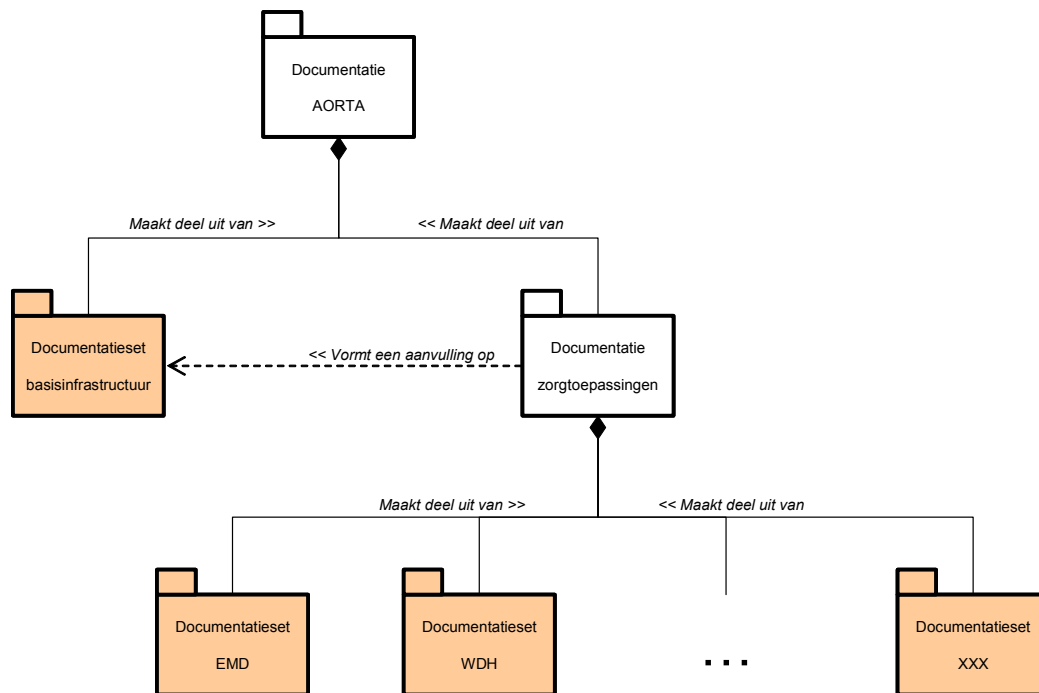 Documentatie
AORTA
Maakt deel uit van >>
<< Maakt deel uit van
Documentatieset
basisinfrastructuur
<< Vormt een aanvulling op
Documentatie
zorgtoepassingen
Maakt deel uit van >>
<< Maakt deel uit van
Documentatieset
EMD
Documentatieset
WDH
...
Documentatieset
XXX